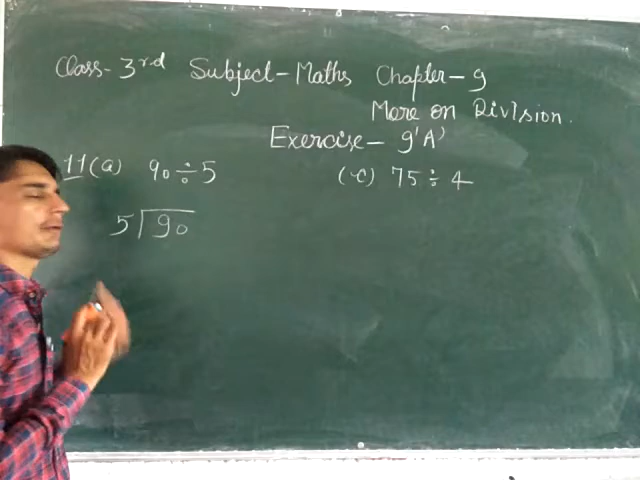 Class-3rd Subject-Maths Chapter-9
More on Division.
Exercise-9'A'
11(a) 90÷5 (c) 75÷4
5)90